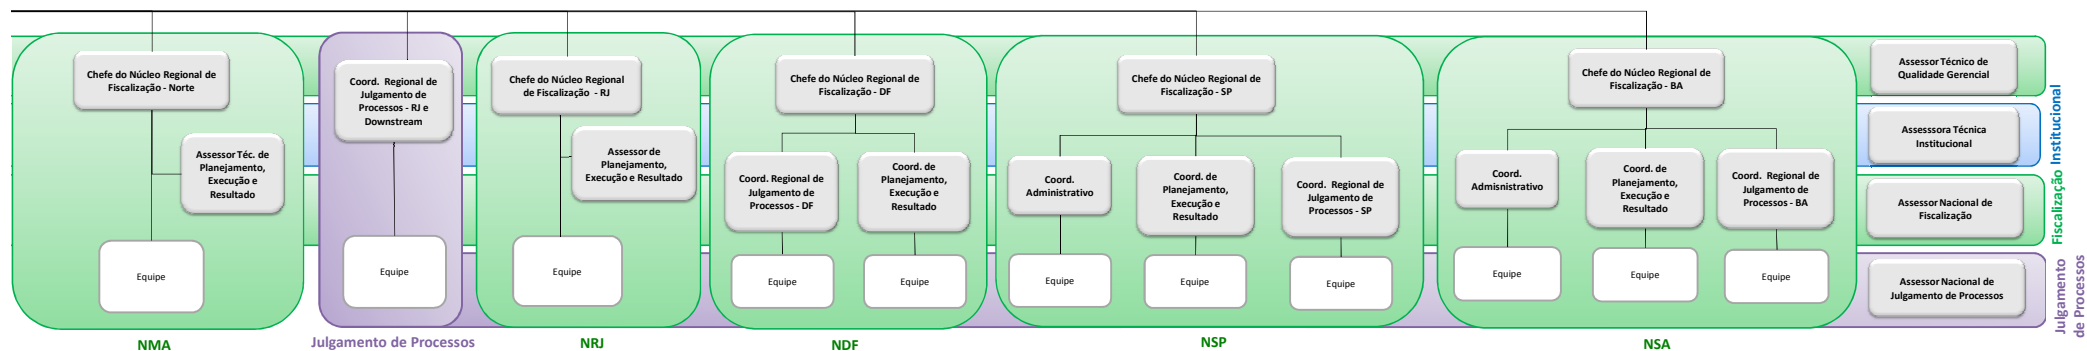 Chefe do Núcleo Regional de
Fiscalização - Norte
Assessor Téc. de
Planejamento,
Execução e
Resultado
Equipe
NMA
Coord.  Regional de
Julgamento de
Processos - RJ e
Downstream
Equipe
Julgamento de Processos
Chefe do Núcleo Regional
de Fiscalização  - RJ
Assessor de
Planejamento,
Execução e Resultado
Equipe
NRJ
Chefe do Núcleo Regional de
Fiscalização - DF
Coord. Regional de
Julgamento de
Processos - DF
Coord. de
Planejamento,
Execução e
Resultado
Equipe
Equipe
NDF
Chefe do Núcleo Regional de
Fiscalização - SP
Coord.
Administrativo
Coord. de
Planejamento,
Execução e
Resultado
Coord.  Regional de
Julgamento de
Processos - SP
Equipe
Equipe
Equipe
NSP
Chefe do Núcleo Regional de
Fiscalização - BA
Coord.
Admisnistrativo
Coord. de
Planejamento,
Execução e
Resultado
Coord.  Regional de
Julgamento de
Processos - BA
Equipe
Equipe
Equipe
NSA
Assessor Técnico de
Qualidade Gerencial
Assesssora Técnica
Institucional
Assessor Nacional de
Fiscalização
Assessor Nacional de
Julgamento de Processos
Fiscalização Institucional
Julgamento
de Processos